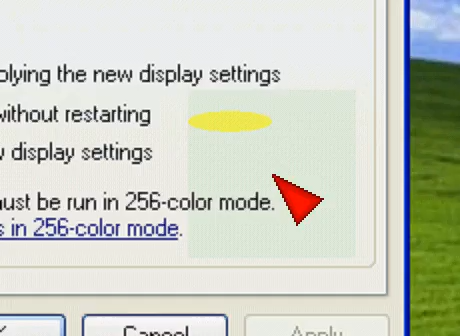 plying the new display settings
without restarting
display settings
must be run in 256-color mode.
s in 256-color mode.
Cancel
Apply